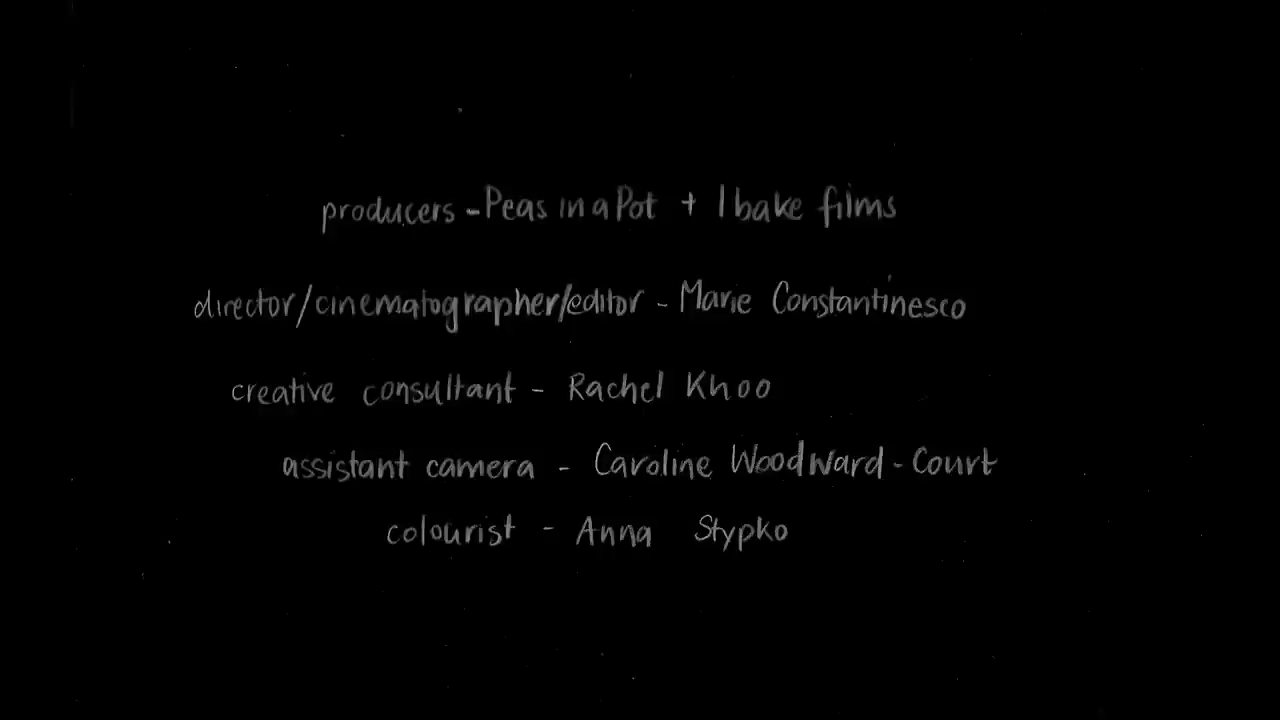 producers - Peas in a Pot + I bake films
director/cinematographer/editor - Marie Constantinesco
creative consultant - Rachel Khoo
assistant camera - Caroline Woodward-Court
colourist - Anna Stypko